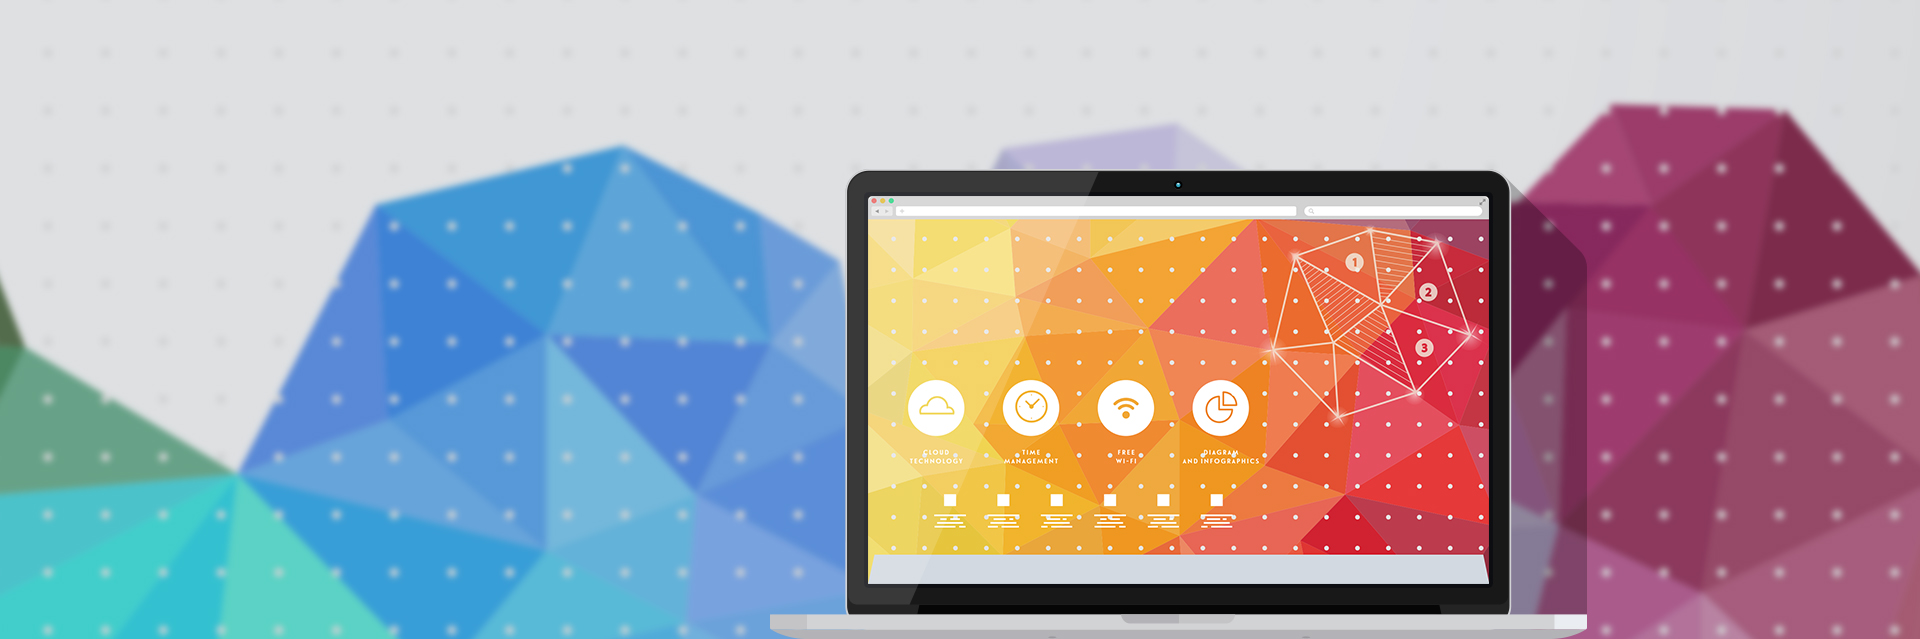 1
2
3
CLOUD
TECHNOLOGY
TIME
MANAGEMENT
FREE
WI-FI
DIAGRAM
AND INFOGRAPHICS